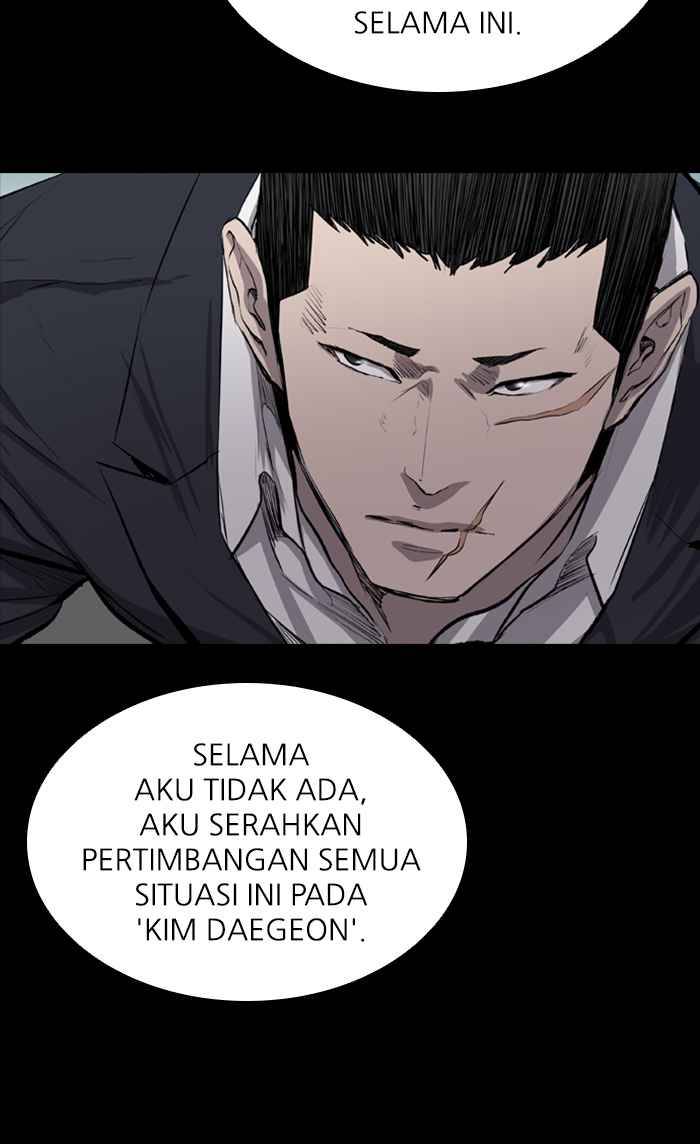 SELAMA INI.
SELAMA
AKU TIDAK ADA,
AKU SERAHKAN
PERTIMBANGAN SEMUA
SITUASI INI PADA
'KIM DAEGEON'.